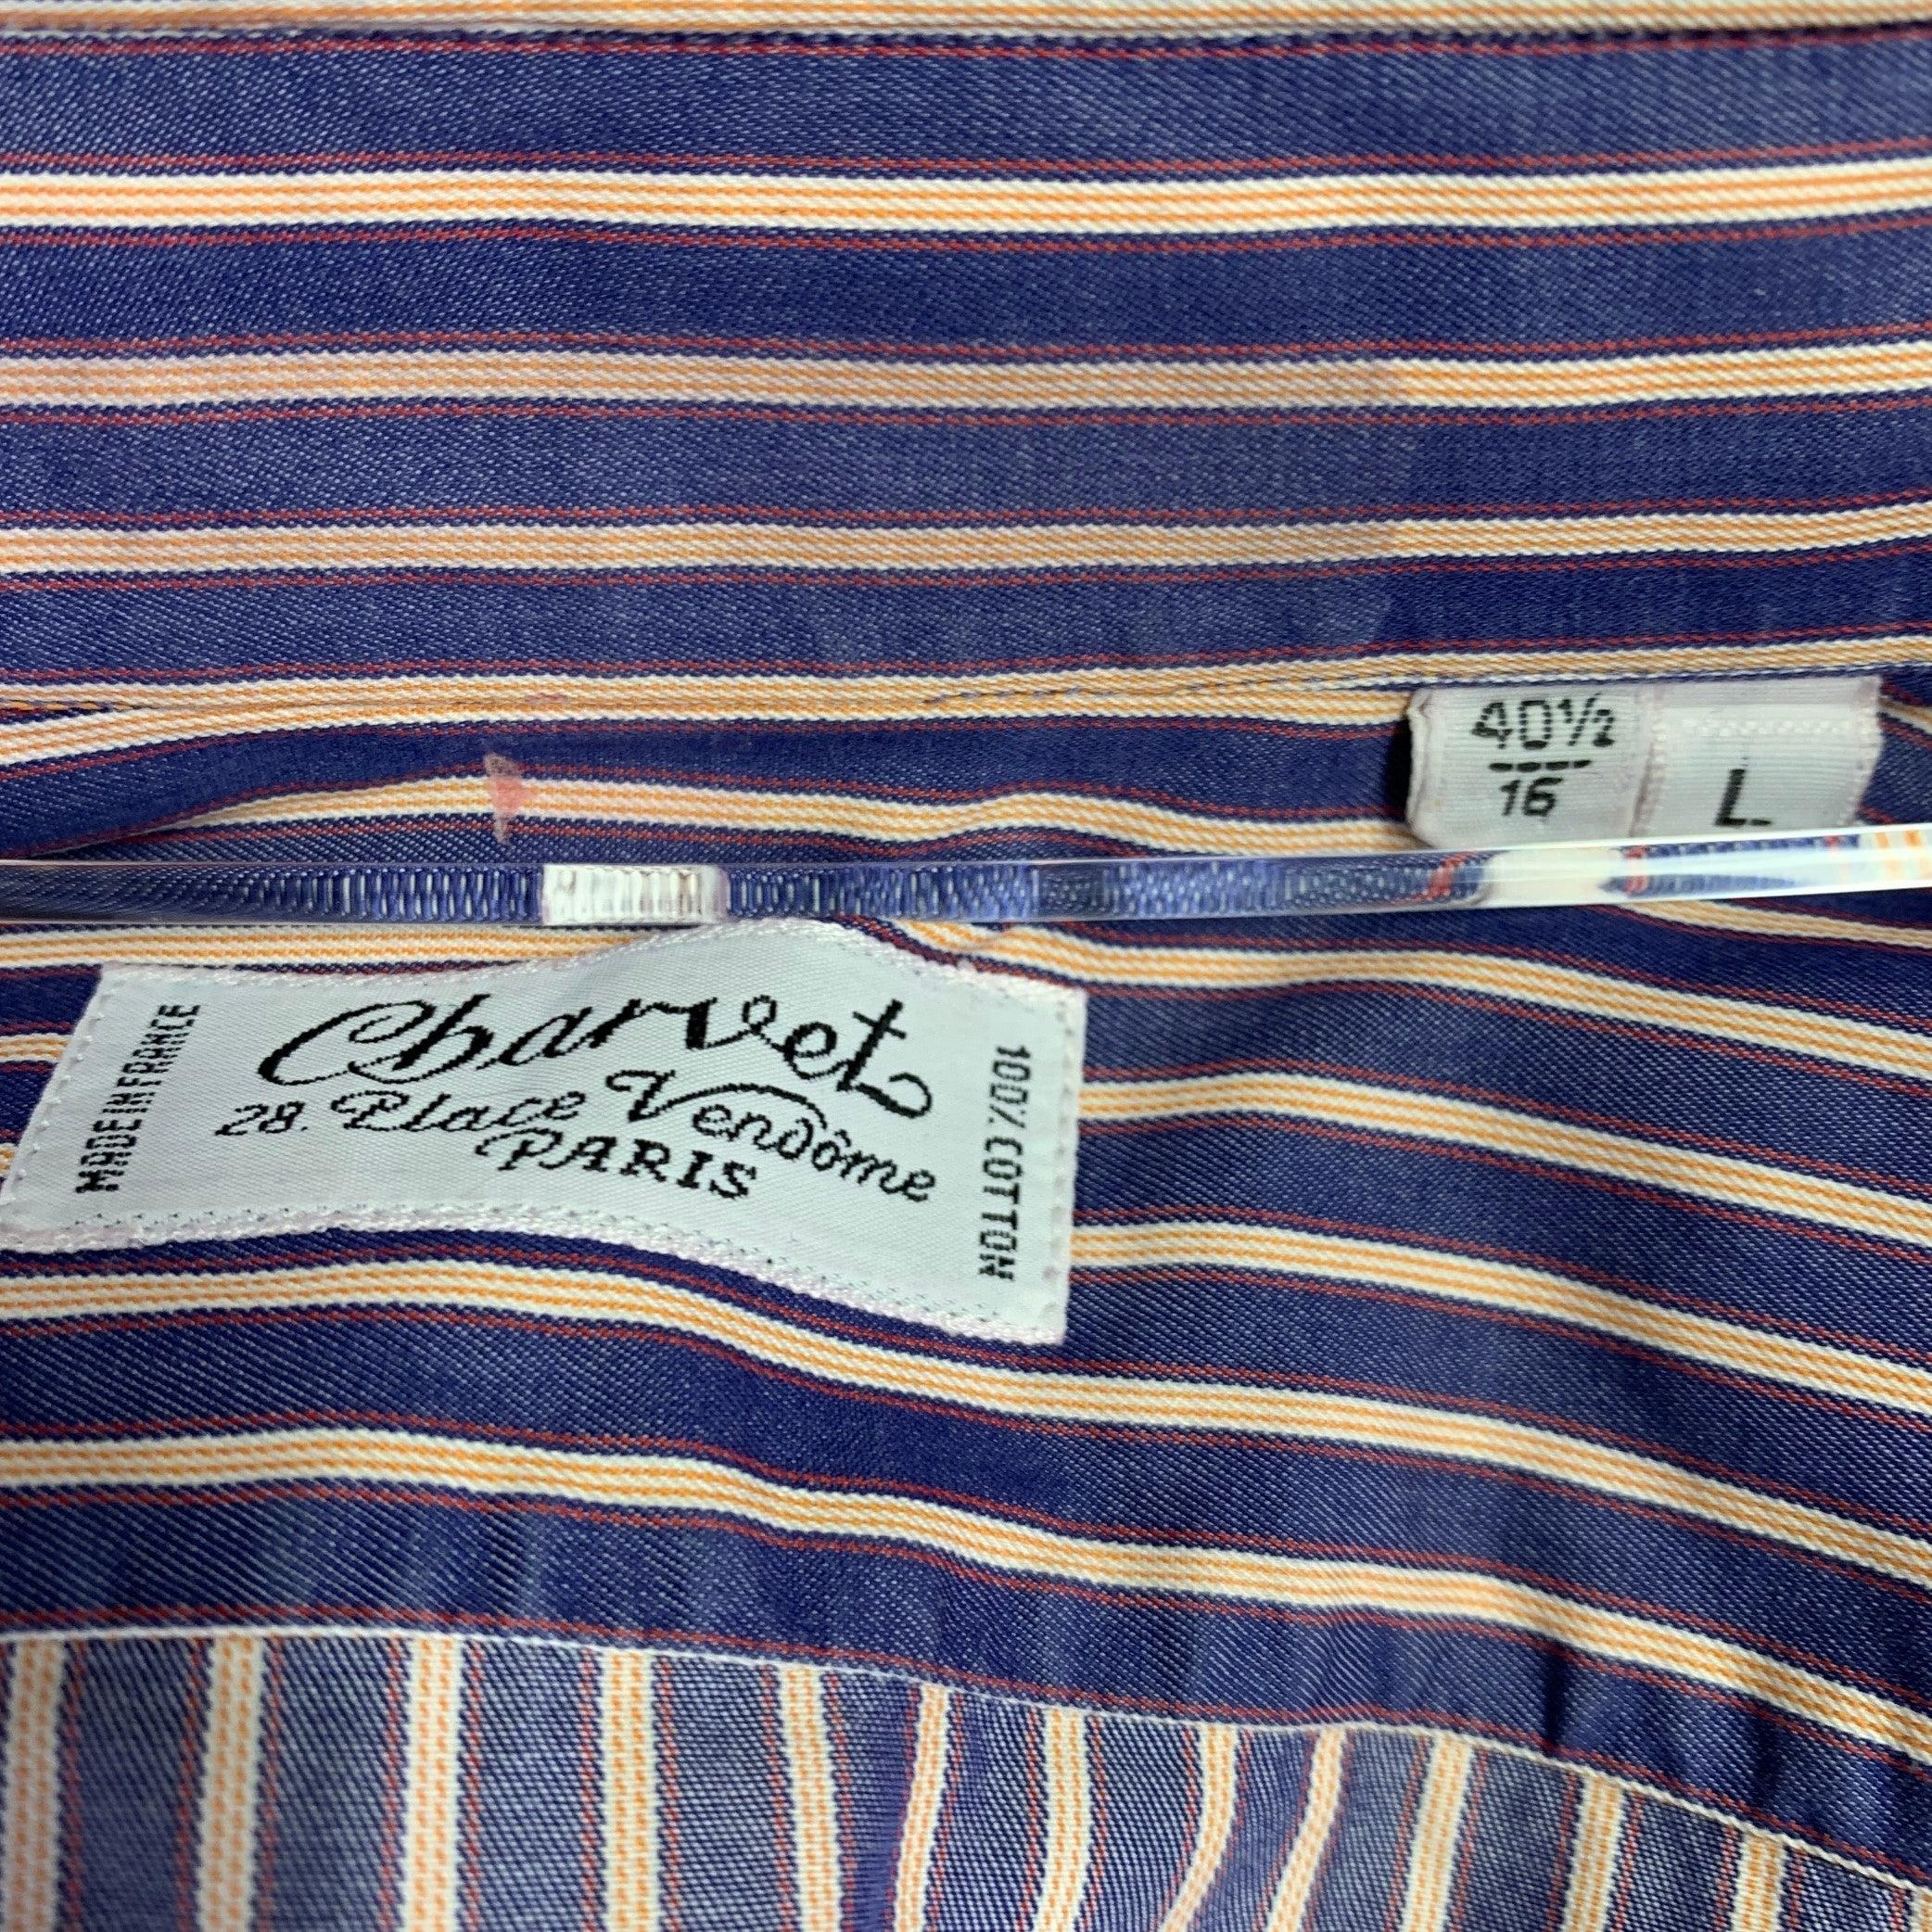 40½
16
L
MADE IN FRANCE
Charvet
28. Place Vendôme
PARIS
100% COTTON